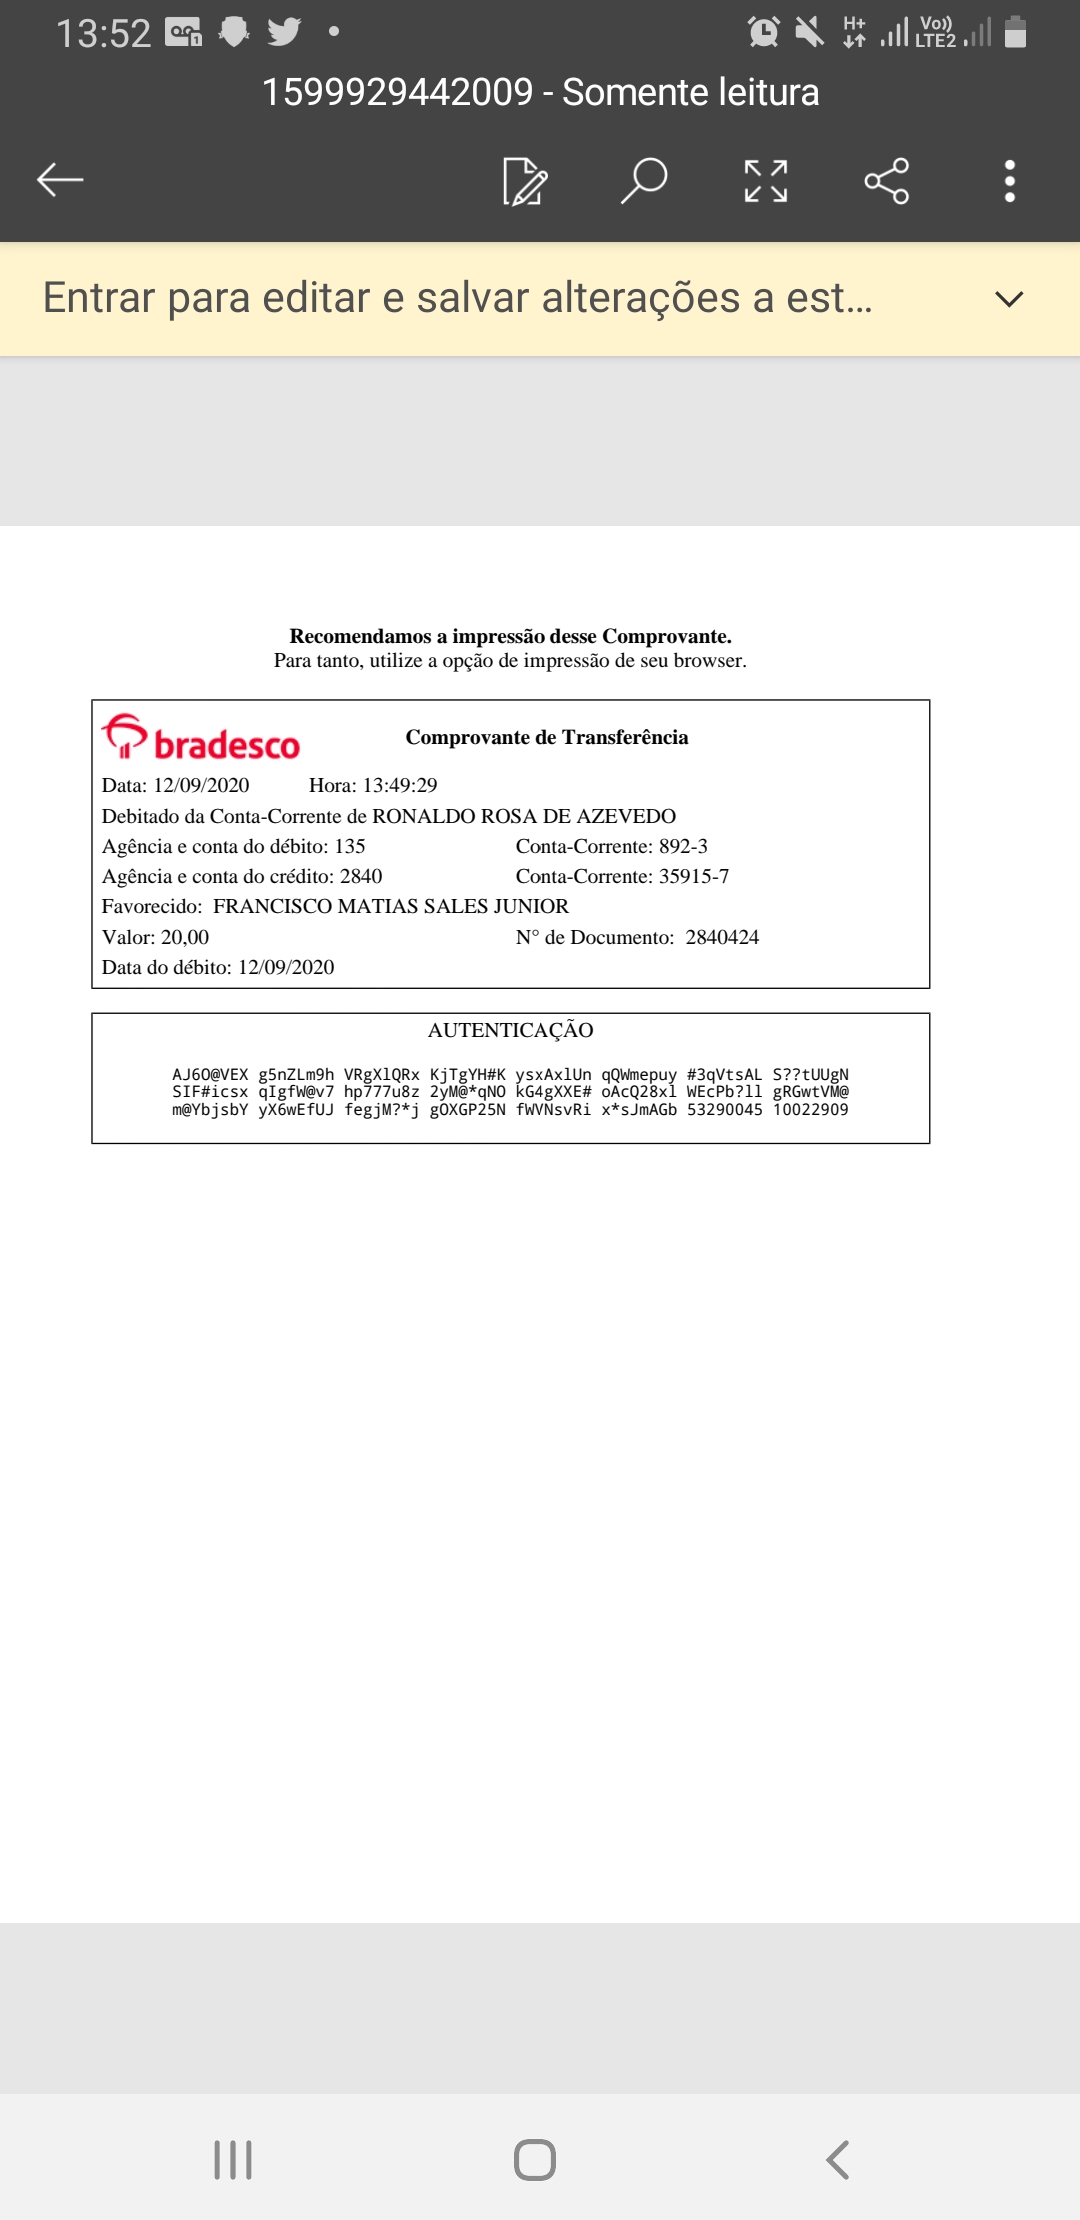 13:52 H+ Vo)) LTE2
1599929442009 - Somente leitura
Entrar para editar e salvar alterações a est...
Recomendamos a impressão desse Comprovante.
Para tanto, utilize a opção de impressão de seu browser.
bradesco Comprovante de Transferência
Data: 12/09/2020 Hora: 13:49:29
Debitado da Conta-Corrente de RONALDO ROSA DE AZEVEDO
Agência e conta do débito: 135 Conta-Corrente: 892-3
Agência e conta do crédito: 2840 Conta-Corrente: 35915-7
Favorecido: FRANCISCO MATIAS SALES JUNIOR
Valor: 20,00 N° de Documento: 2840424
Data do débito: 12/09/2020
AUTENTICAÇÃO
AJ6O@VEX g5nZLm9h VRgXlQRx KjTgYH#K ysxAxlUn qQWmepuy #3qVtsAL S??tUUgN
SIF#icsx qIgfW@v7 hp777u8z 2yM@*qNO kG4gXXE# oAcQ28xl WEcPb?ll gRGwtVM@
m@YbjsbY yX6wEfUJ fegjM?*j gOXGP25N fWVNsvRi x*sJmAGb 53290045 10022909